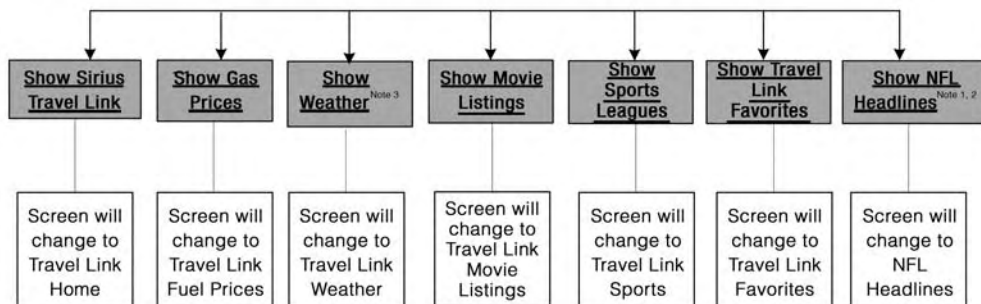 Show Sirius
Travel Link
Show Gas
Prices
Show
Weather Note 3
Show Movie
Listings
Show
Sports
Leagues
Show Travel
Link
Favorites
Show NFL
Headlines Note 1, 2
Screen will
change to
Travel Link
Home
Screen will
change to
Travel Link
Fuel Prices
Screen will
change to
Travel Link
Weather
Screen will
change to
Travel Link
Movie
Listings
Screen will
change to
Travel Link
Sports
Screen will
change to
Travel Link
Favorites
Screen will
change to
NFL
Headlines